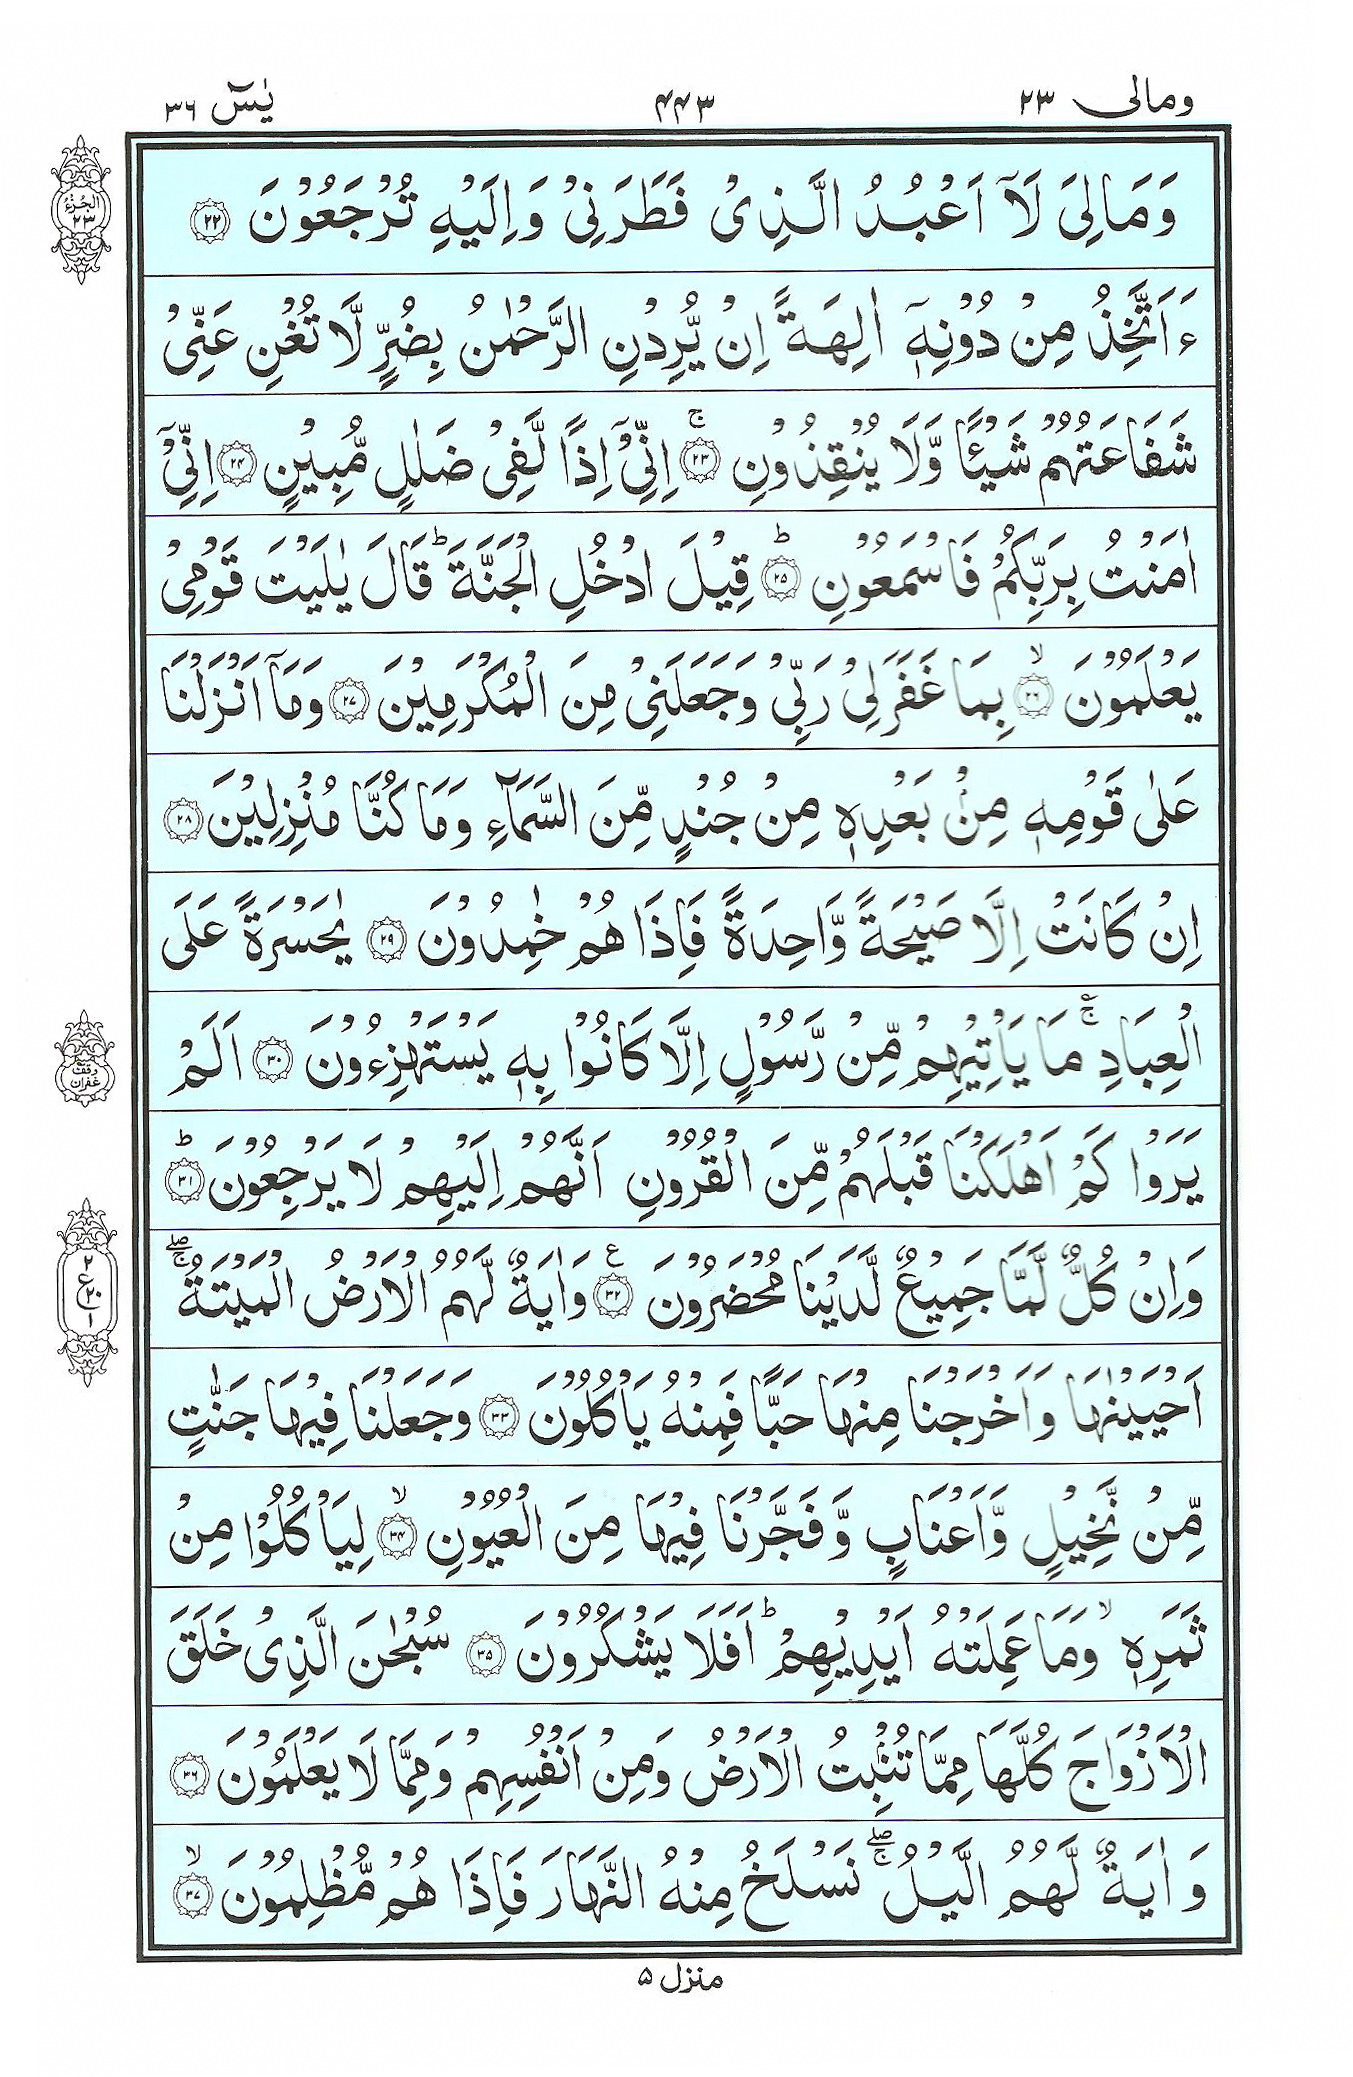 ومالی ۲۳
۴۴۳
یٰسٓ ۳۶
الجزء
۲۳
وَمَالِیَ لَاۤ اَعْبُدُ الَّذِیْ فَطَرَنِیْ وَاِلَیْهِ تُرْجَعُوْنَ ۝۲۲
ءَاَتَّخِذُ مِنْ دُوْنِهٖۤ اٰلِهَةً اِنْ یُّرِدْنِ الرَّحْمٰنُ بِضُرٍّ لَّا تُغْنِ عَنِّیْ
شَفَاعَتُهُمْ شَیْـًٔا وَّلَا یُنْقِذُوْنِ ۝۲۳ۚ اِنِّیْۤ اِذًا لَّفِیْ ضَلٰلٍ مُّبِیْنٍ ۝۲۴ اِنِّیْۤ
اٰمَنْتُ بِرَبِّكُمْ فَاسْمَعُوْنِ ۝۲۵ؕ قِیْلَ ادْخُلِ الْجَنَّةَ ؕ قَالَ یٰلَیْتَ قَوْمِیْ
یَعْلَمُوْنَ ۝۲۶ۙ بِمَا غَفَرَ لِیْ رَبِّیْ وَجَعَلَنِیْ مِنَ الْمُكْرَمِیْنَ ۝۲۷ وَمَاۤ اَنْزَلْنَا
عَلٰی قَوْمِهٖ مِنْۢ بَعْدِهٖ مِنْ جُنْدٍ مِّنَ السَّمَآءِ وَمَا كُنَّا مُنْزِلِیْنَ ۝۲۸
اِنْ كَانَتْ اِلَّا صَیْحَةً وَّاحِدَةً فَاِذَا هُمْ خٰمِدُوْنَ ۝۲۹ یٰحَسْرَةً عَلَی
الْعِبَادِ ۚ مَا یَاْتِیْهِمْ مِّنْ رَّسُوْلٍ اِلَّا كَانُوْا بِهٖ یَسْتَهْزِءُوْنَ ۝۳۰ اَلَمْ
وقف
غفران
یَرَوْا كَمْ اَهْلَكْنَا قَبْلَهُمْ مِّنَ الْقُرُوْنِ اَنَّهُمْ اِلَیْهِمْ لَا یَرْجِعُوْنَ ۝۳۱ؕ
وَاِنْ كُلٌّ لَّمَّا جَمِیْعٌ لَّدَیْنَا مُحْضَرُوْنَ ۝۳۲ع وَاٰیَةٌ لَّهُمُ الْاَرْضُ الْمَیْتَةُ ۖۚ
۲
ع
۲۰
۱
اَحْیَیْنٰهَا وَاَخْرَجْنَا مِنْهَا حَبًّا فَمِنْهُ یَاْكُلُوْنَ ۝۳۳ وَجَعَلْنَا فِیْهَا جَنّٰتٍ
مِّنْ نَّخِیْلٍ وَّاَعْنَابٍ وَّفَجَّرْنَا فِیْهَا مِنَ الْعُیُوْنِ ۝۳۴ۙ لِیَاْكُلُوْا مِنْ
ثَمَرِهٖ ۙ وَمَا عَمِلَتْهُ اَیْدِیْهِمْ ؕ اَفَلَا یَشْكُرُوْنَ ۝۳۵ سُبْحٰنَ الَّذِیْ خَلَقَ
الْاَزْوَاجَ كُلَّهَا مِمَّا تُنْۢبِتُ الْاَرْضُ وَمِنْ اَنْفُسِهِمْ وَمِمَّا لَا یَعْلَمُوْنَ ۝۳۶
وَاٰیَةٌ لَّهُمُ الَّیْلُ ۖۚ نَسْلَخُ مِنْهُ النَّهَارَ فَاِذَا هُمْ مُّظْلِمُوْنَ ۝۳۷ۙ
منزل ۵